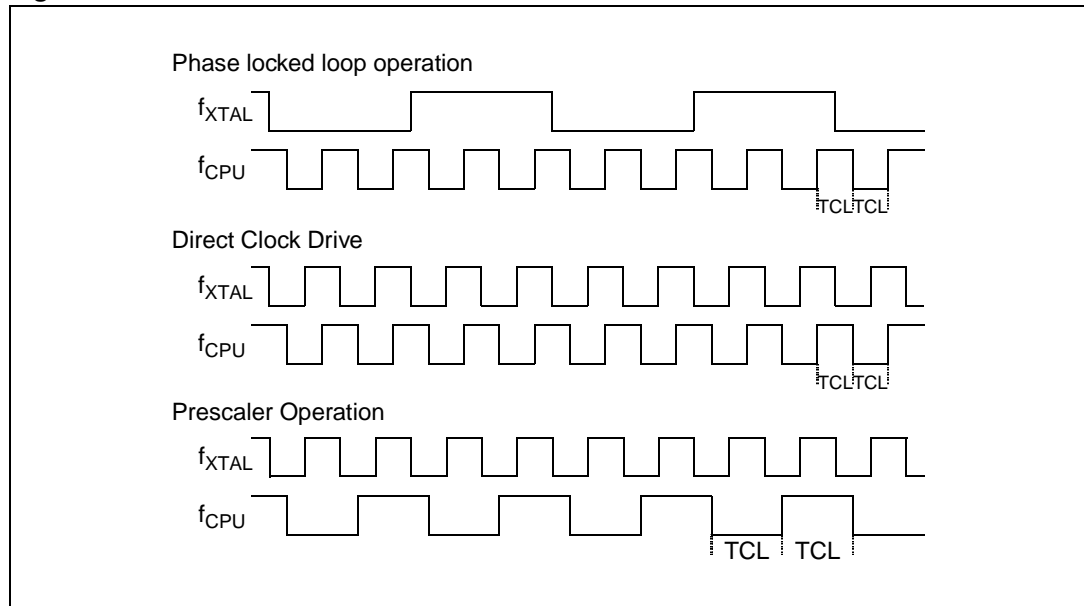 Phase locked loop operation
fXTAL
fCPU
TCL TCL
Direct Clock Drive
fXTAL
fCPU
TCL TCL
Prescaler Operation
fXTAL
fCPU
TCL TCL